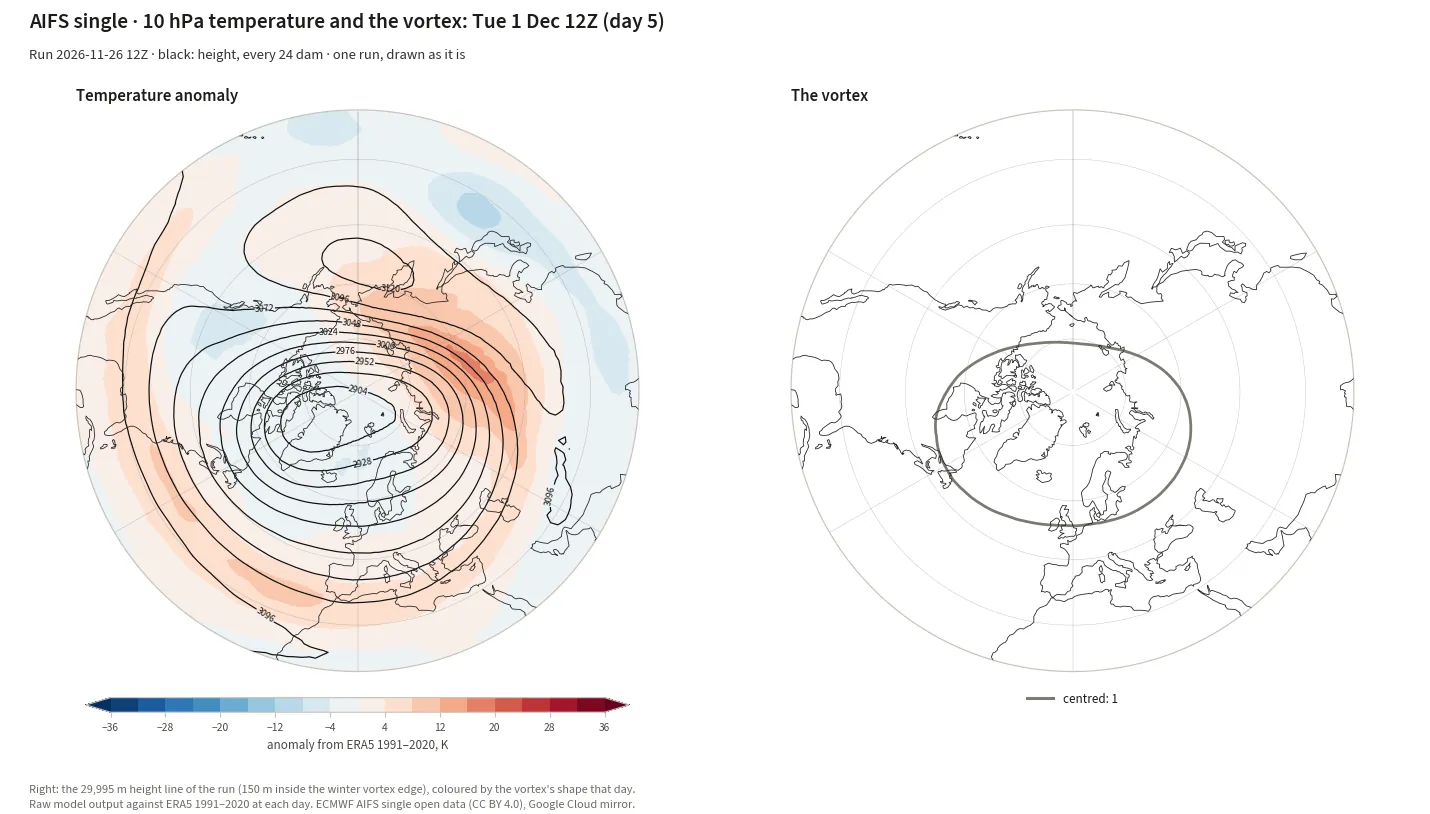 AIFS single · 10 hPa temperature and the vortex: Tue 1 Dec 12Z (day 5)
Run 2026-11-26 12Z · black: height, every 24 dam · one run, drawn as it is
Temperature anomaly
The vortex
3120
3096
3072
3048
3024
3000
2976
2952
2904
2928
3096
3096
−36 −28 −20 −12 −4 4 12 20 28 36
anomaly from ERA5 1991–2020, K
centred: 1
Right: the 29,995 m height line of the run (150 m inside the winter vortex edge), coloured by the vortex's shape that day.
Raw model output against ERA5 1991–2020 at each day. ECMWF AIFS single open data (CC BY 4.0), Google Cloud mirror.